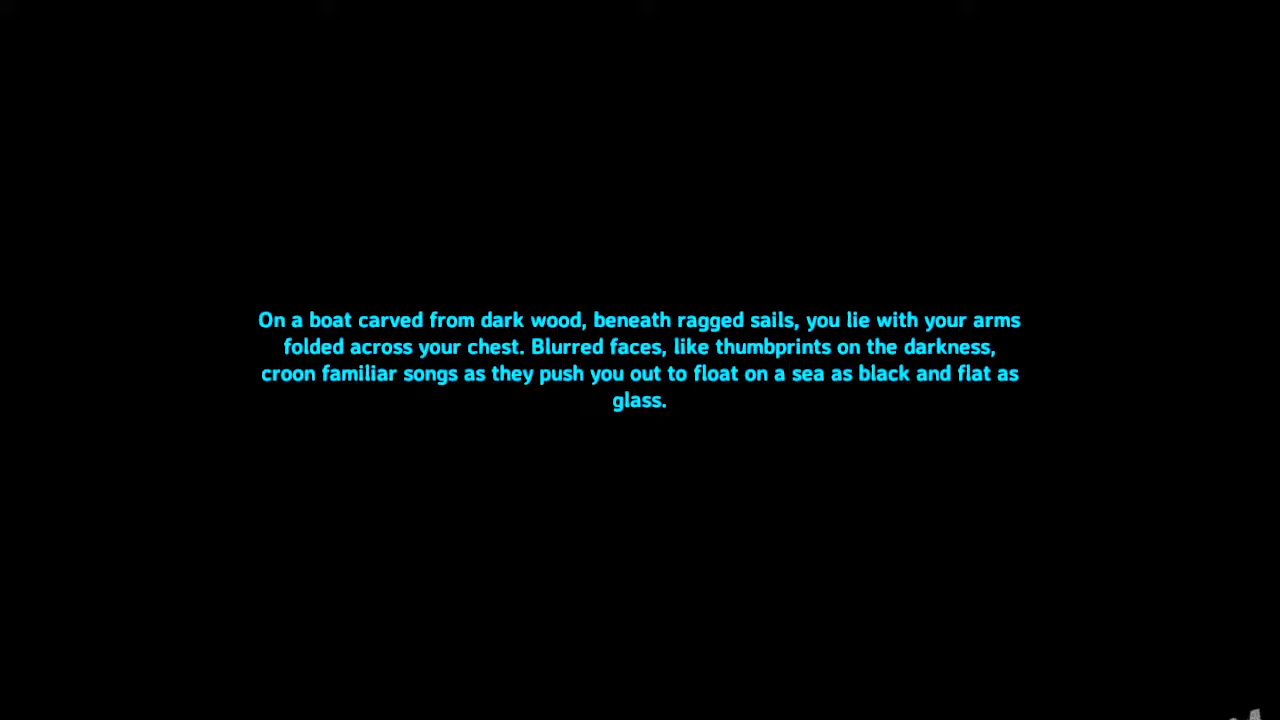 On a boat carved from dark wood, beneath ragged sails, you lie with your arms
folded across your chest. Blurred faces, like thumbprints on the darkness,
croon familiar songs as they push you out to float on a sea as black and flat as
glass.